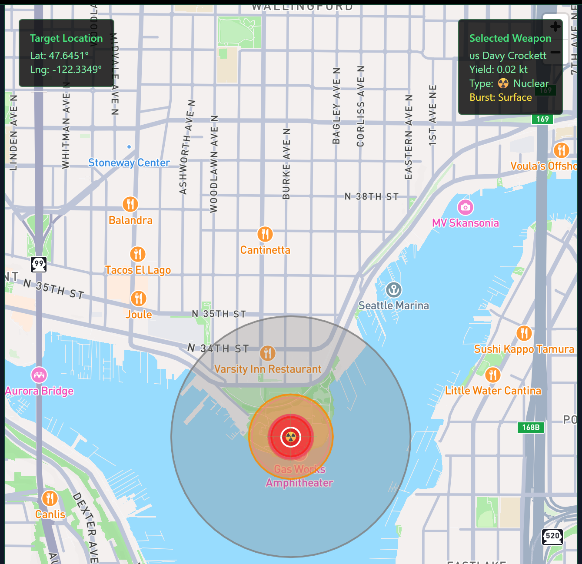 WALLINGFORD
Target Location
Lat: 47.6451°
Lng: -122.3349°
Selected Weapon
us Davy Crockett
Yield: 0.02 kt
Type: ☢ Nuclear
Burst: Surface
+
−
7TH AVE NE
MIDVALE AVE N
LINDEN AVE N
WHITMAN AVE N
ASHWORTH AVE N
WOODLAWN AVE N
BURKE AVE N
BAGLEY AVE N
CORLISS AVE N
EASTERN AVE N
1ST AVE NE
169
Voula's Offsho
Stoneway Center
N 38TH ST
Balandra
MV Skansonia
Cantinetta
99
Tacos El Lago
NT
N 35TH ST
Seattle Marina
Joule
N 35TH ST
N 34TH ST
Sushi Kappo Tamura
Varsity Inn Restaurant
Aurora Bridge
Little Water Cantina
PO
168B
Gas Works
Amphitheater
Canlis
DEXTER AVE
AU
520
EASTLAKE